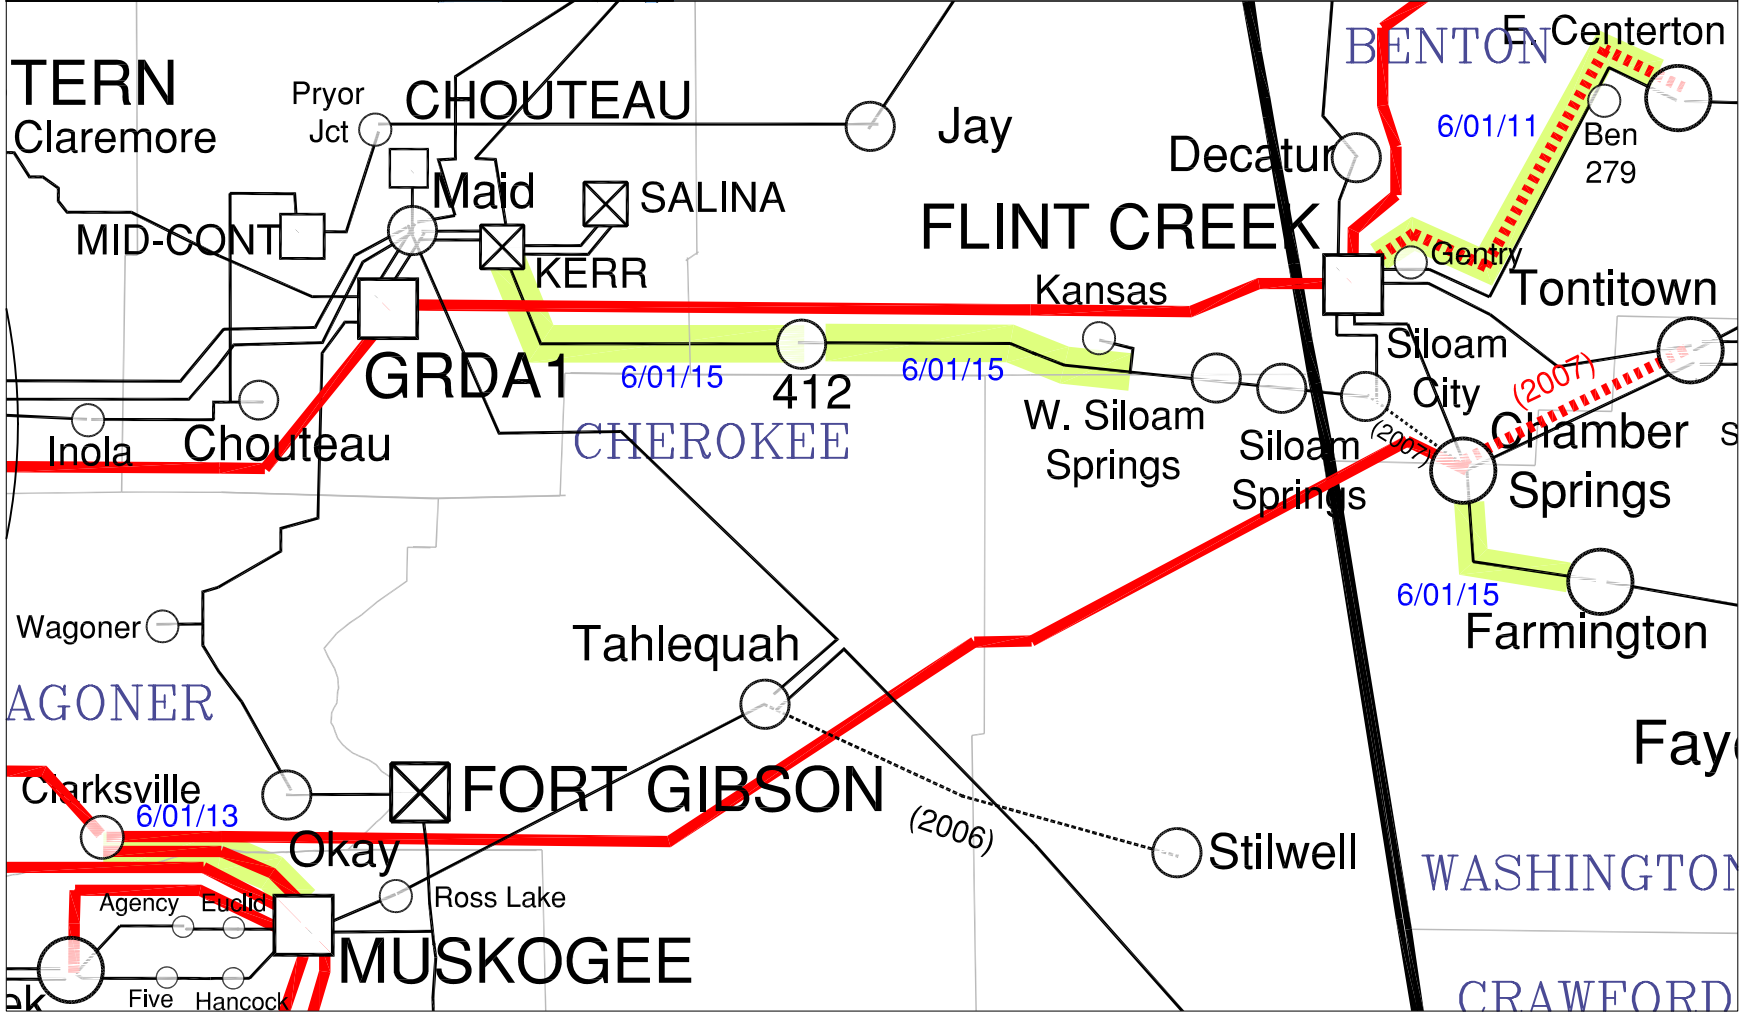 BENTON
E. Centerton
TERN
Claremore
Pryor
Jct
CHOUTEAU
Jay
6/01/11
Ben
279
Decatur
Maid
SALINA
MID-CONT
FLINT CREEK
Gentry
KERR
Kansas
Tontitown
GRDA1
6/01/15
412
6/01/15
Siloam
City
(2007)
W. Siloam
Springs
Siloam
Springs
(2007)
Chamber
Springs
S
Inola
Chouteau
CHEROKEE
6/01/15
Farmington
Wagoner
Tahlequah
AGONER
Fay
Clarksville
6/01/13
FORT GIBSON
Okay
(2006)
Stilwell
WASHINGTON
Agency
Euclid
Ross Lake
MUSKOGEE
ek
Five
Hancock
CRAWFORD